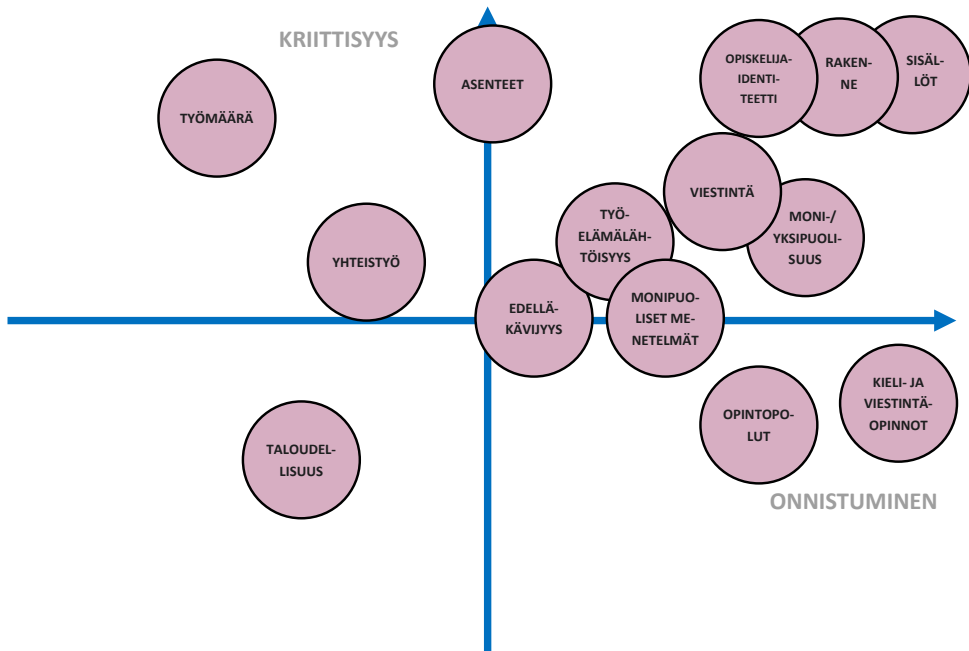 KRIITTISYYS
OPISKELIJA-
IDENTI-
TEETTI
RAKEN-
NE
SISÄL-
LÖT
ASENTEET
TYÖMÄÄRÄ
VIESTINTÄ
MONI-/
YKSIPUOLI-
SUUS
TYÖ-
ELÄMÄLÄH-
TÖISYYS
YHTEISTYÖ
EDELLÄ-
KÄVIJYYS
MONIPUO-
LISET ME-
NETELMÄT
OPINTOPO-
LUT
KIELI- JA
VIESTINTÄ-
OPINNOT
TALOUDEL-
LISUUS
ONNISTUMINEN